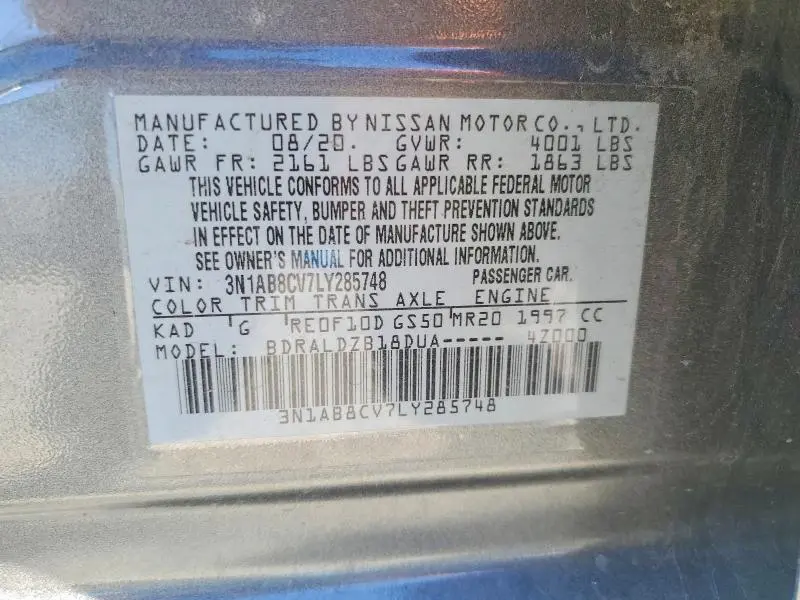 MANUFACTURED BY NISSAN MOTOR CO., LTD.
DATE: 08/20. GVWR: 4001 LBS
GAWR FR: 2161 LBS GAWR RR: 1863 LBS
THIS VEHICLE CONFORMS TO ALL APPLICABLE FEDERAL MOTOR
VEHICLE SAFETY, BUMPER AND THEFT PREVENTION STANDARDS
IN EFFECT ON THE DATE OF MANUFACTURE SHOWN ABOVE.
SEE OWNER'S MANUAL FOR ADDITIONAL INFORMATION.
VIN: 3N1AB8CV7LY285748 PASSENGER CAR.
COLOR TRIM TRANS AXLE ENGINE
KAD G RE0F10D GS50 MR20 1997 CC
MODEL: BDRALDZB18DUA----- 4Z000
3N1AB8CV7LY285748